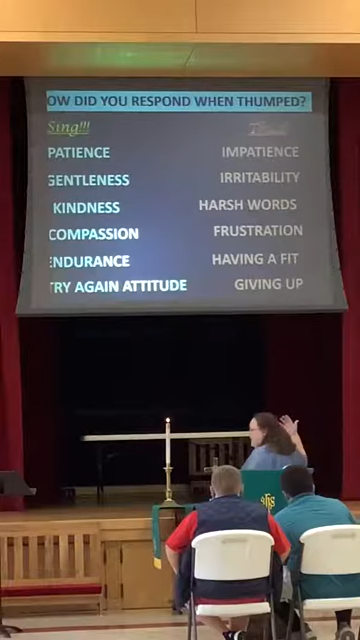 OW DID YOU RESPOND WHEN THUMPED?
Sing!!!
PATIENCE IMPATIENCE
GENTLENESS IRRITABILITY
KINDNESS HARSH WORDS
COMPASSION FRUSTRATION
ENDURANCE HAVING A FIT
TRY AGAIN ATTITUDE GIVING UP